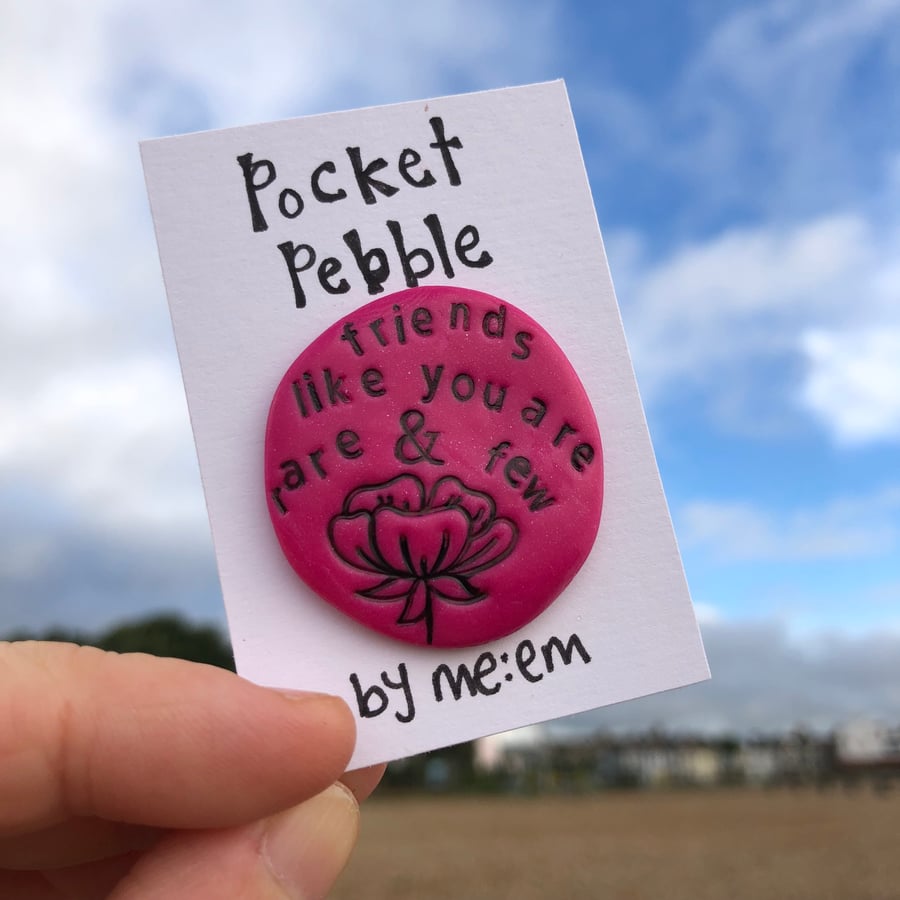 Pocket
Pebble
friends
like you are
rare & few
by me:em